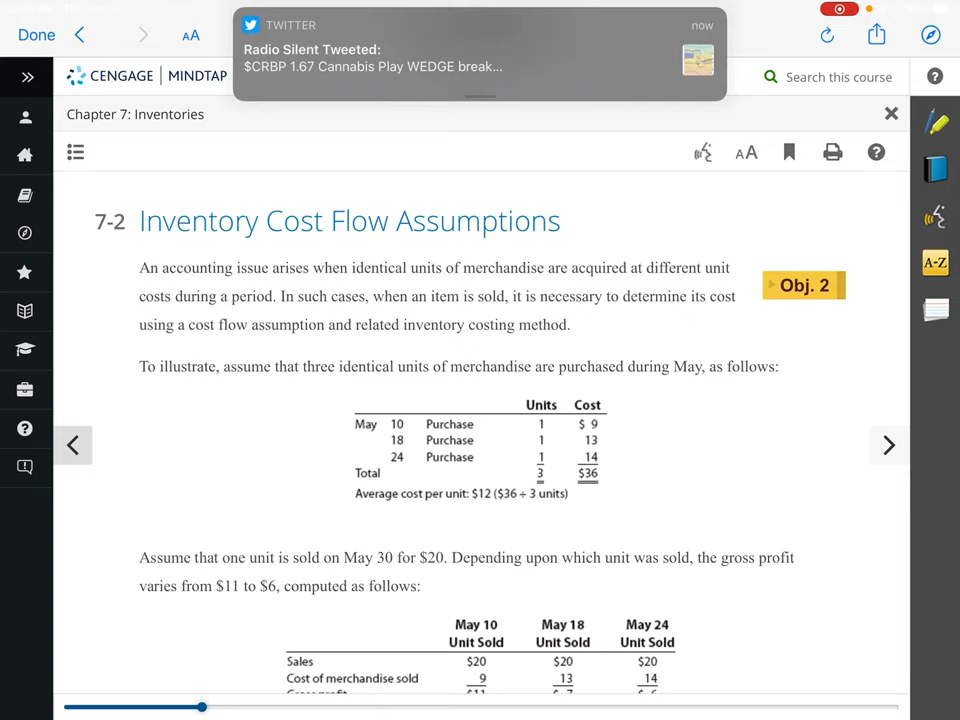 TWITTER
now
Radio Silent Tweeted:
$CRBP 1.67 Cannabis Play WEDGE break...
Done
AA
CENGAGE | MINDTAP
Search this course
?
Chapter 7: Inventories
AA
?
7-2 Inventory Cost Flow Assumptions
An accounting issue arises when identical units of merchandise are acquired at different unit
costs during a period. In such cases, when an item is sold, it is necessary to determine its cost
using a cost flow assumption and related inventory costing method.
Obj. 2
A-Z
To illustrate, assume that three identical units of merchandise are purchased during May, as follows:
Units Cost
May 10 Purchase 1 $ 9
18 Purchase 1 13
24 Purchase 1 14
Total 3 $36
Average cost per unit: $12 ($36 ÷ 3 units)
Assume that one unit is sold on May 30 for $20. Depending upon which unit was sold, the gross profit
varies from $11 to $6, computed as follows:
May 10 May 18 May 24
Unit Sold Unit Sold Unit Sold
Sales $20 $20 $20
Cost of merchandise sold 9 13 14
Gross profit $11 $ 7 $ 6